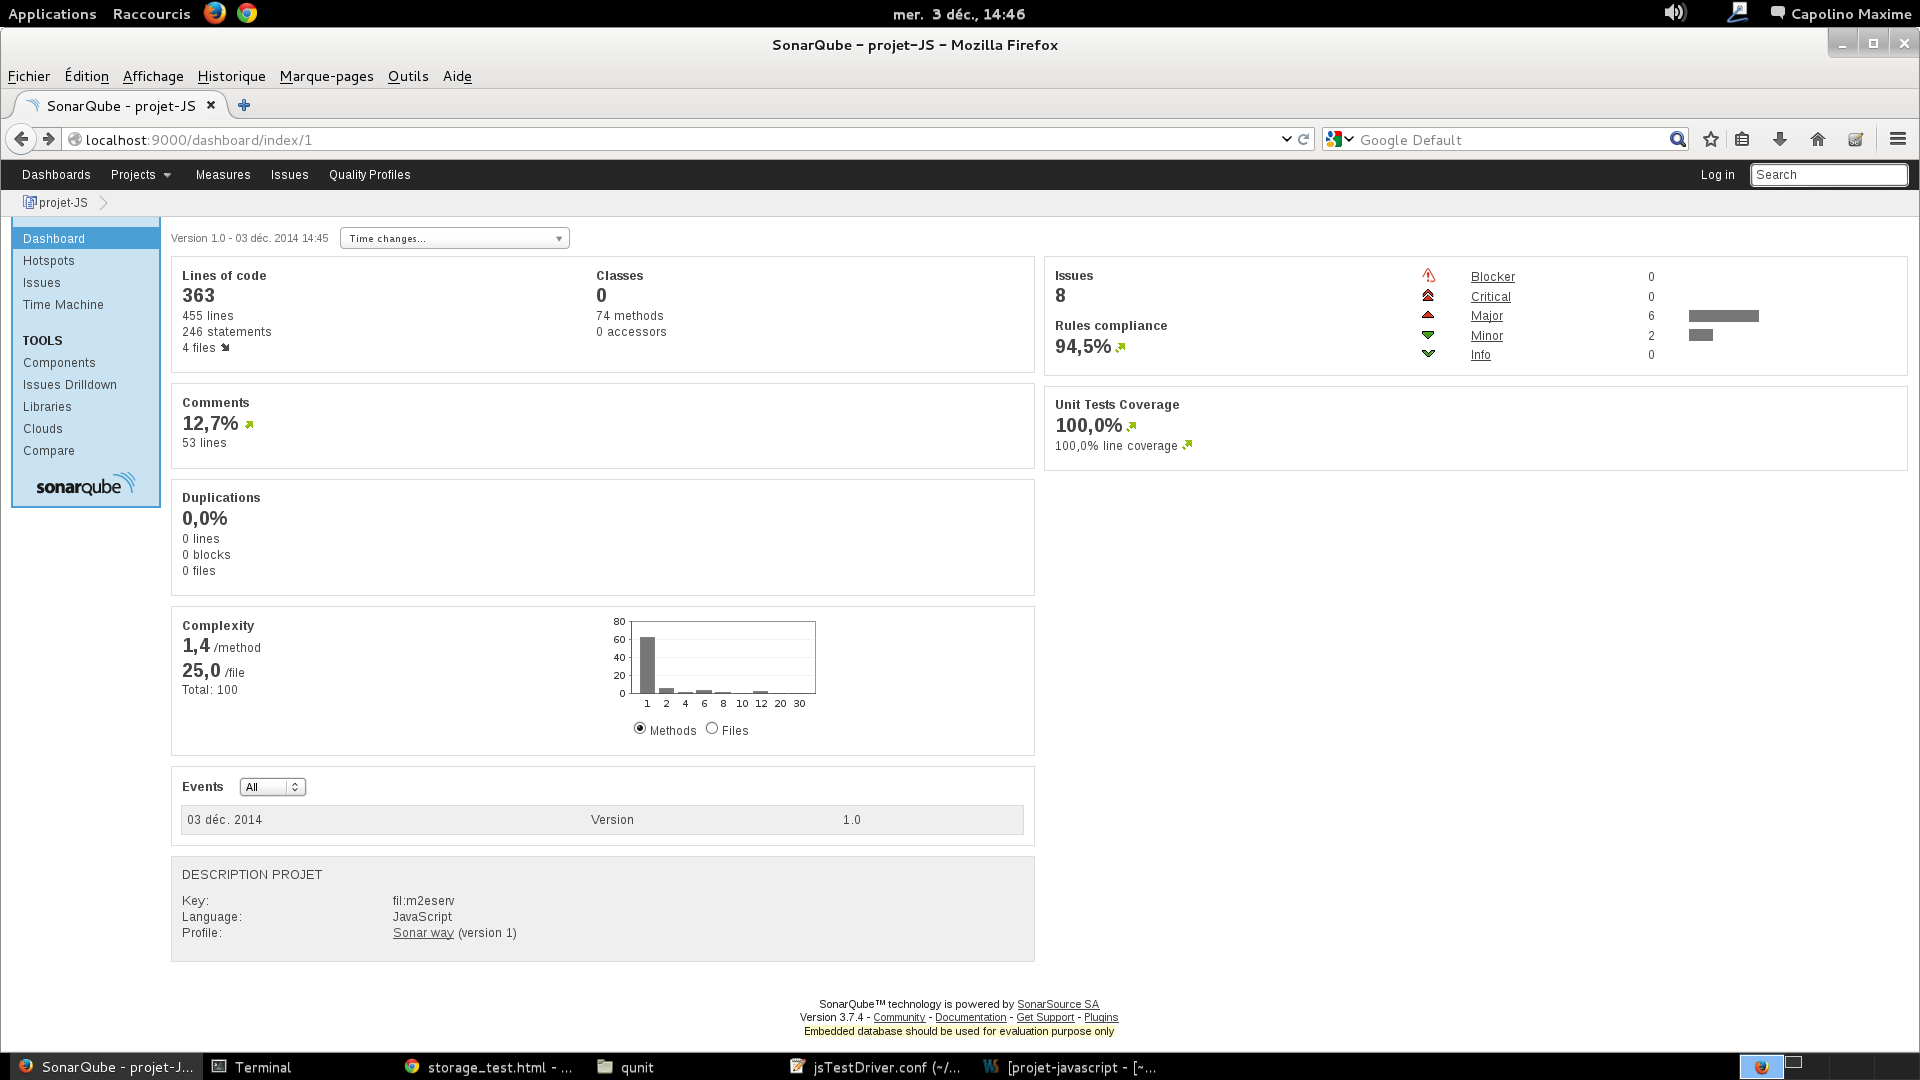 Applications Raccourcis mer. 3 déc., 14:46 Capolino Maxime
SonarQube - projet-JS - Mozilla Firefox
Fichier Édition Affichage Historique Marque-pages Outils Aide
SonarQube - projet-JS
localhost:9000/dashboard/index/1 Google Default
Dashboards Projects Measures Issues Quality Profiles Log in Search
projet-JS
Dashboard
Hotspots
Issues
Time Machine
TOOLS
Components
Issues Drilldown
Libraries
Clouds
Compare
sonarqube
Version 1.0 - 03 déc. 2014 14:45 Time changes...
Lines of code
363
455 lines
246 statements
4 files
Classes
0
74 methods
0 accessors
Comments
12,7%
53 lines
Duplications
0,0%
0 lines
0 blocks
0 files
Complexity
1,4 /method
25,0 /file
Total: 100
80
60
40
20
0
1 2 4 6 8 10 12 20 30
Methods Files
Events All
03 déc. 2014 Version 1.0
DESCRIPTION PROJET
Key: fil:m2eserv
Language: JavaScript
Profile: Sonar way (version 1)
Issues
8
Rules compliance
94,5%
Blocker 0
Critical 0
Major 6
Minor 2
Info 0
Unit Tests Coverage
100,0%
100,0% line coverage
SonarQube™ technology is powered by SonarSource SA
Version 3.7.4 - Community - Documentation - Get Support - Plugins
Embedded database should be used for evaluation purpose only
SonarQube - projet-J... Terminal storage_test.html - ... qunit jsTestDriver.conf (~/... [projet-javascript - [~...